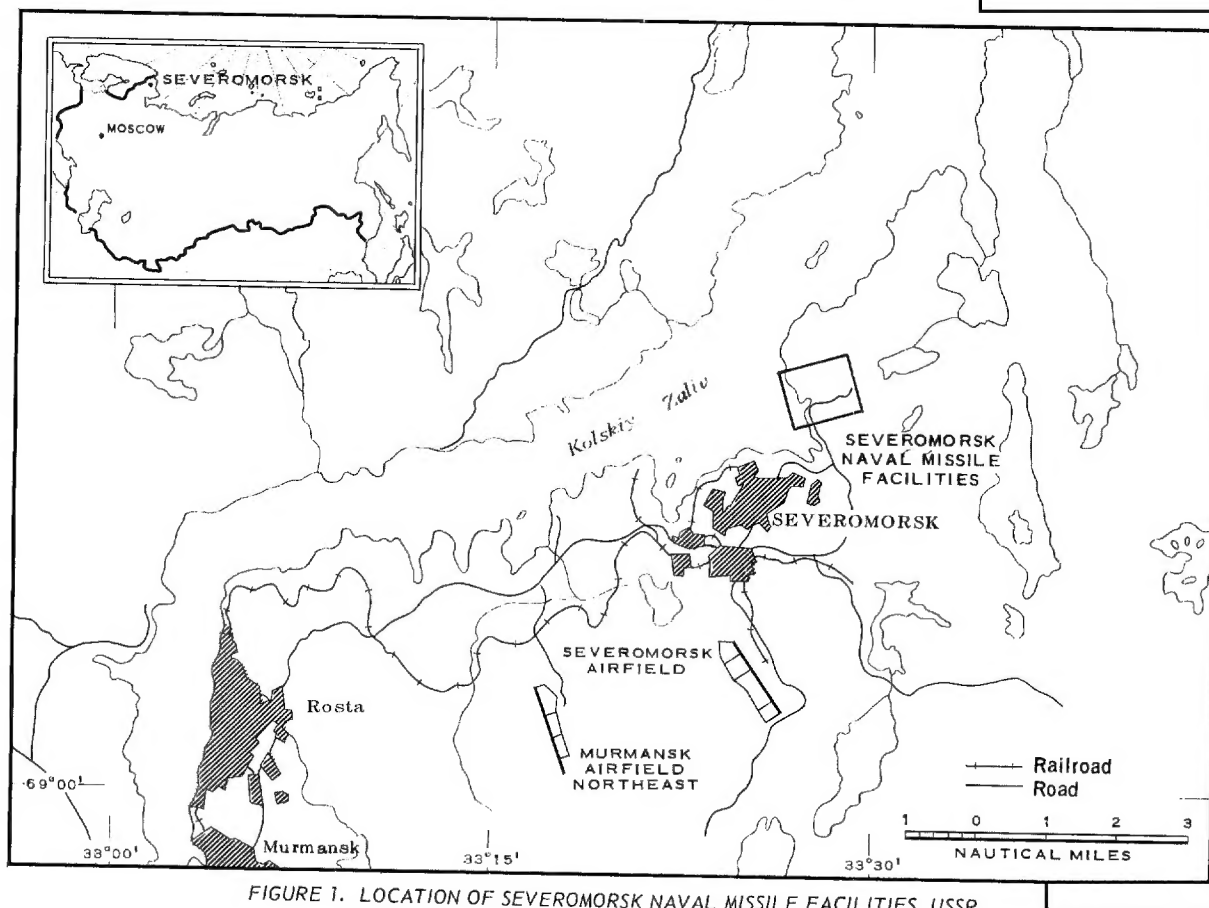 SEVEROMORSK
MOSCOW
Kolskiy Zaliv
SEVEROMORSK
NAVAL MISSILE
FACILITIES
SEVEROMORSK
SEVEROMORSK
AIRFIELD
Rosta
MURMANSK
AIRFIELD
NORTHEAST
Railroad
Road
69°00'
1 0 1 2 3
Murmansk
NAUTICAL MILES
33°00'
33°15'
33°30'
FIGURE 1. LOCATION OF SEVEROMORSK NAVAL MISSILE FACILITIES, USSR